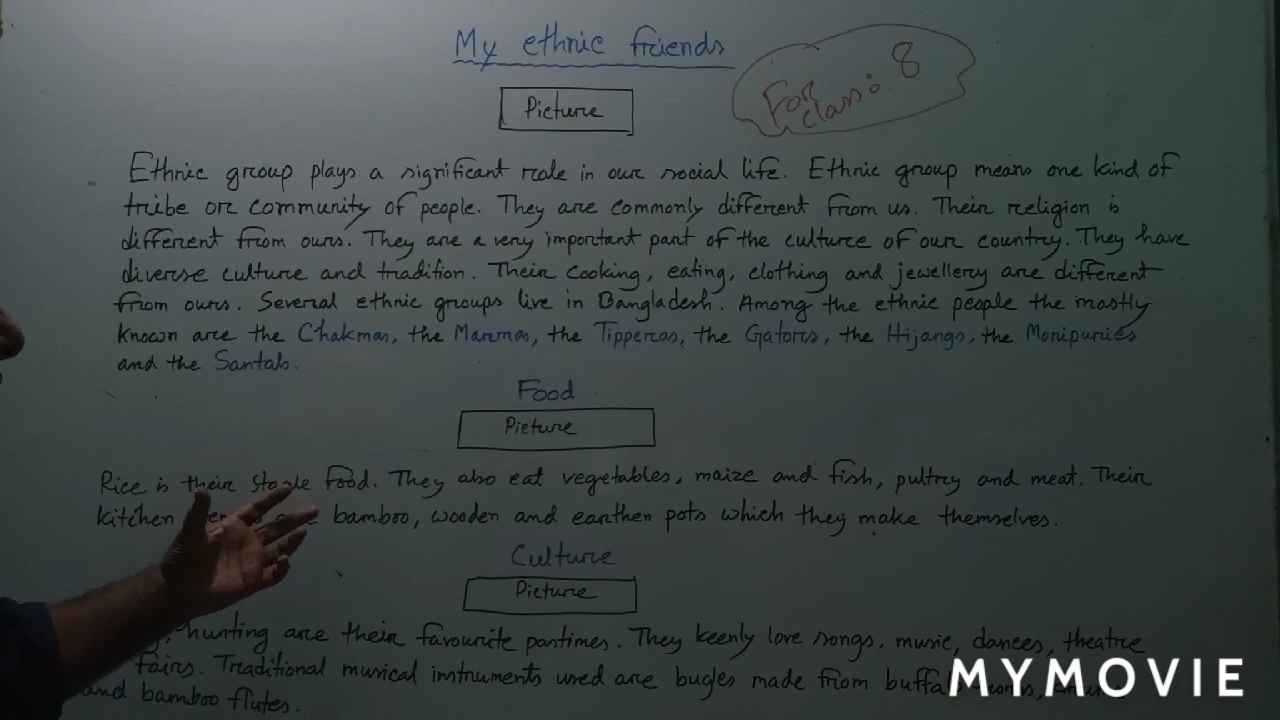 My ethnic friends
For class: 8
Picture
Ethnic group plays a significant role in our social life. Ethnic group means one kind of
tribe or community of people. They are commonly different from us. Their religion is
different from ours. They are a very important part of the culture of our country. They have
diverse culture and tradition. Their cooking, eating, clothing and jewellery are different
from ours. Several ethnic groups live in Bangladesh. Among the ethnic people the mostly
known are the Chakmas, the Marmas, the Tipperas, the Gators, the Hijangs, the Monipuries
and the Santals.
Food
Picture
Rice is their staple food. They also eat vegetables, maize and fish, pultry and meat. Their
kitchen are bamboo, wooden and earthen pots which they make themselves.
Culture
Picture
hunting are their favourite pastimes. They keenly love songs, music, dances, theatre
fairs. Traditional musical instruments used are bugles made from
and bamboo flutes.
MYMOVIE